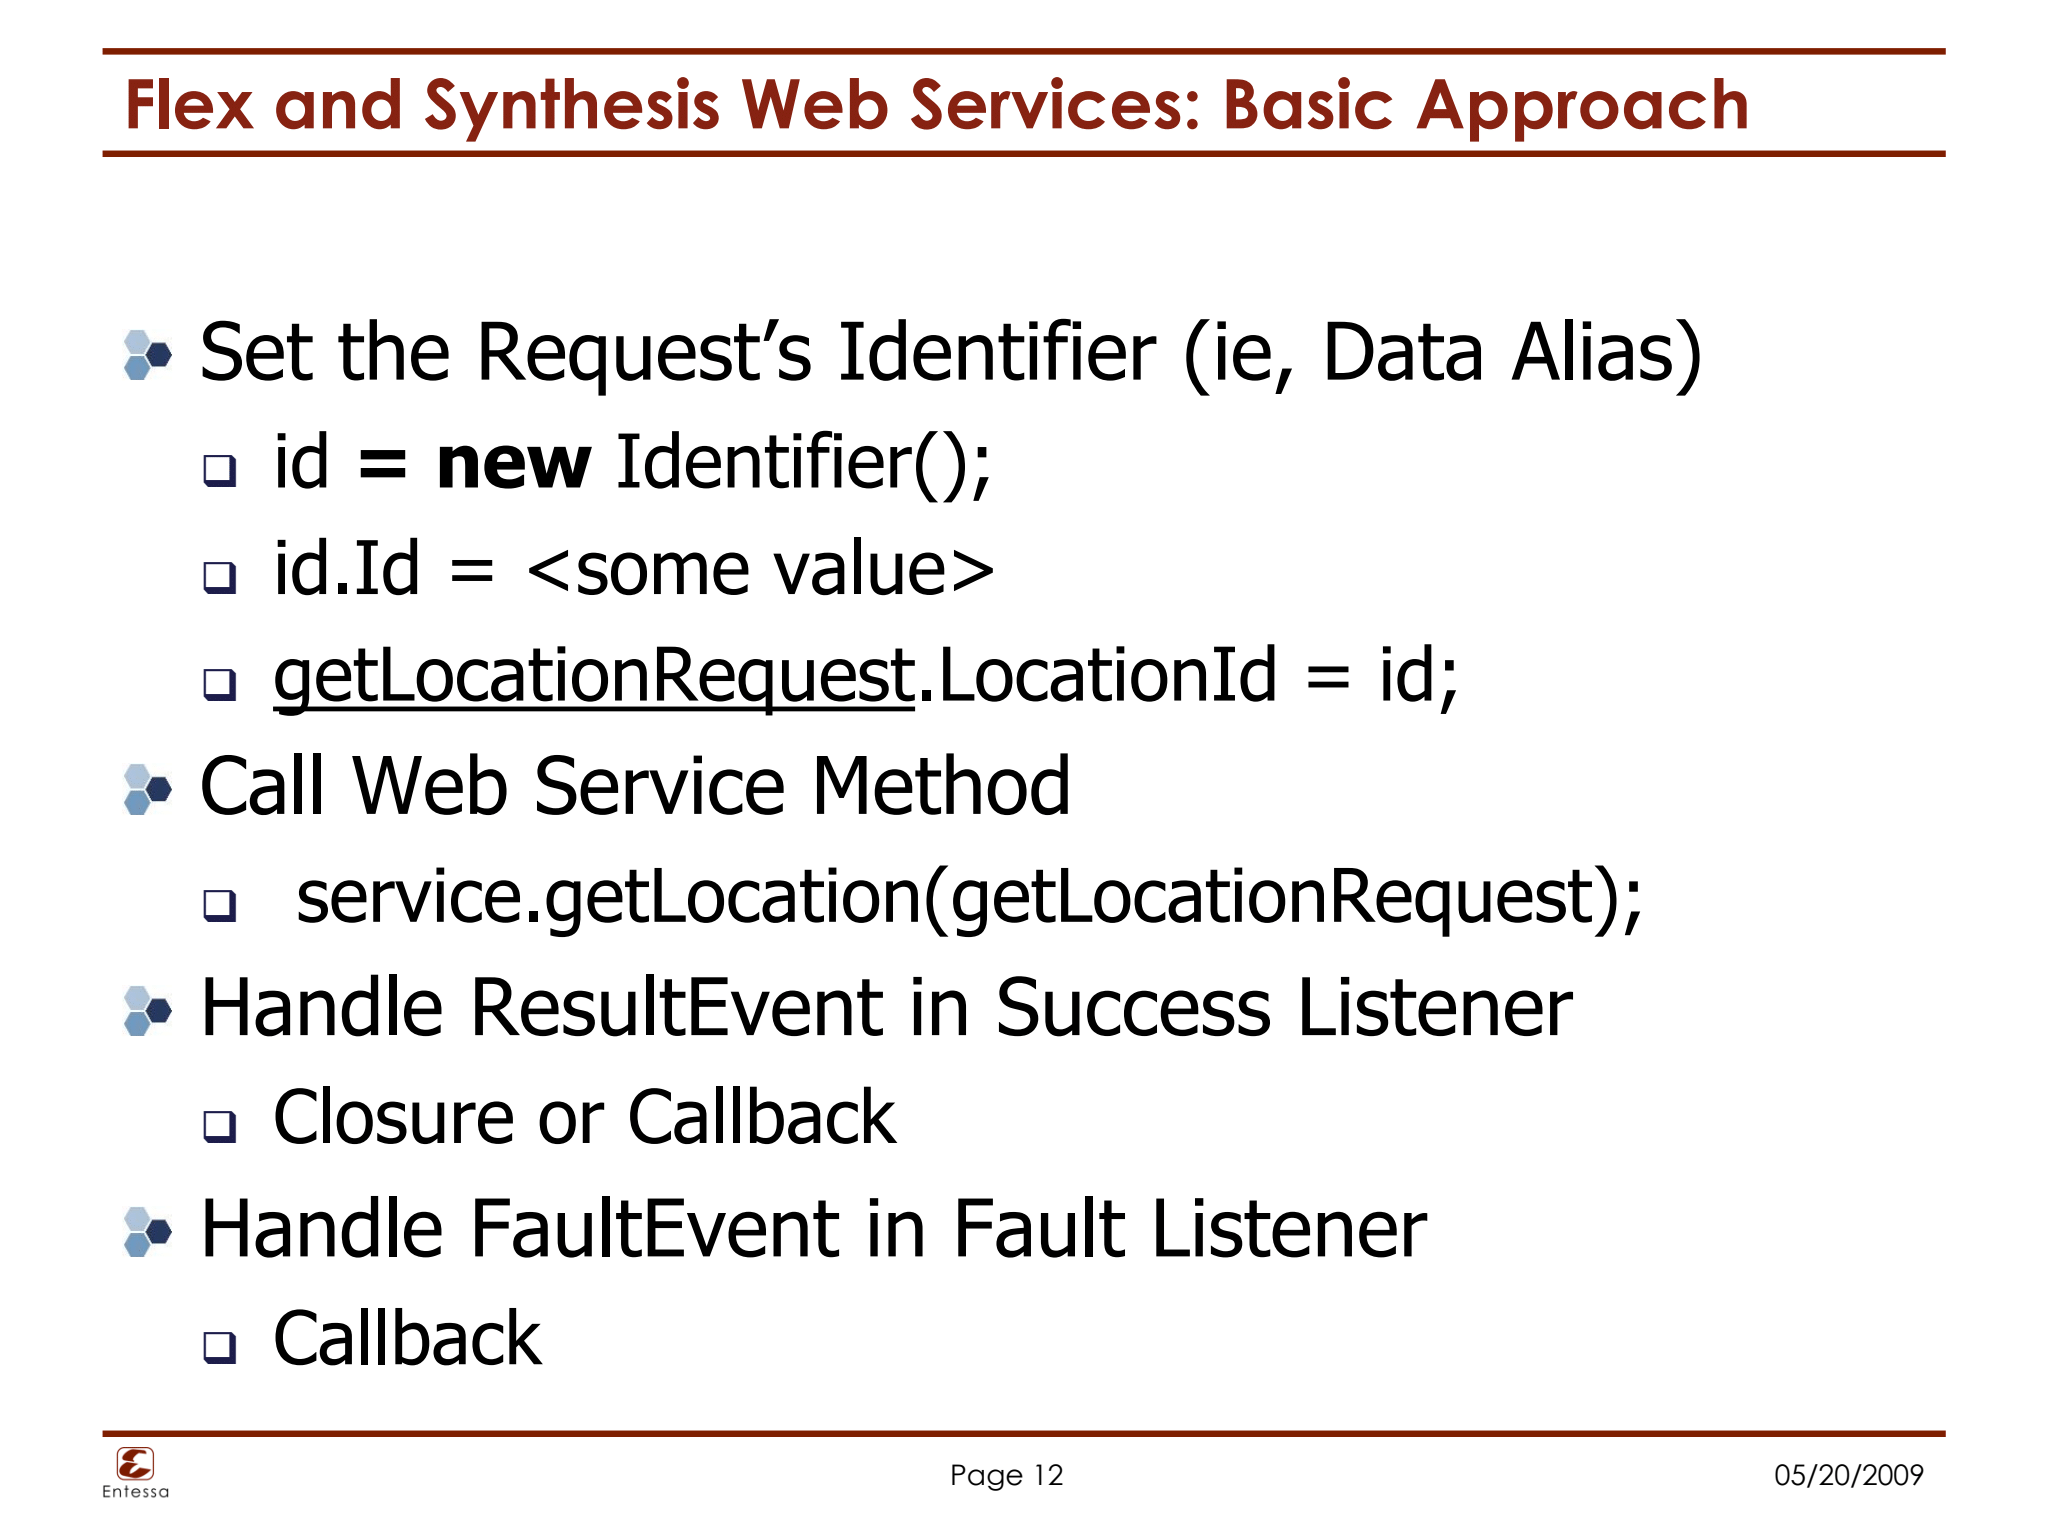 Flex and Synthesis Web Services: Basic Approach
Set the Request’s Identifier (ie, Data Alias)
id = new Identifier();
id.Id = <some value>
getLocationRequest.LocationId = id;
Call Web Service Method
service.getLocation(getLocationRequest);
Handle ResultEvent in Success Listener
Closure or Callback
Handle FaultEvent in Fault Listener
Callback
Entessa
Page 12
05/20/2009